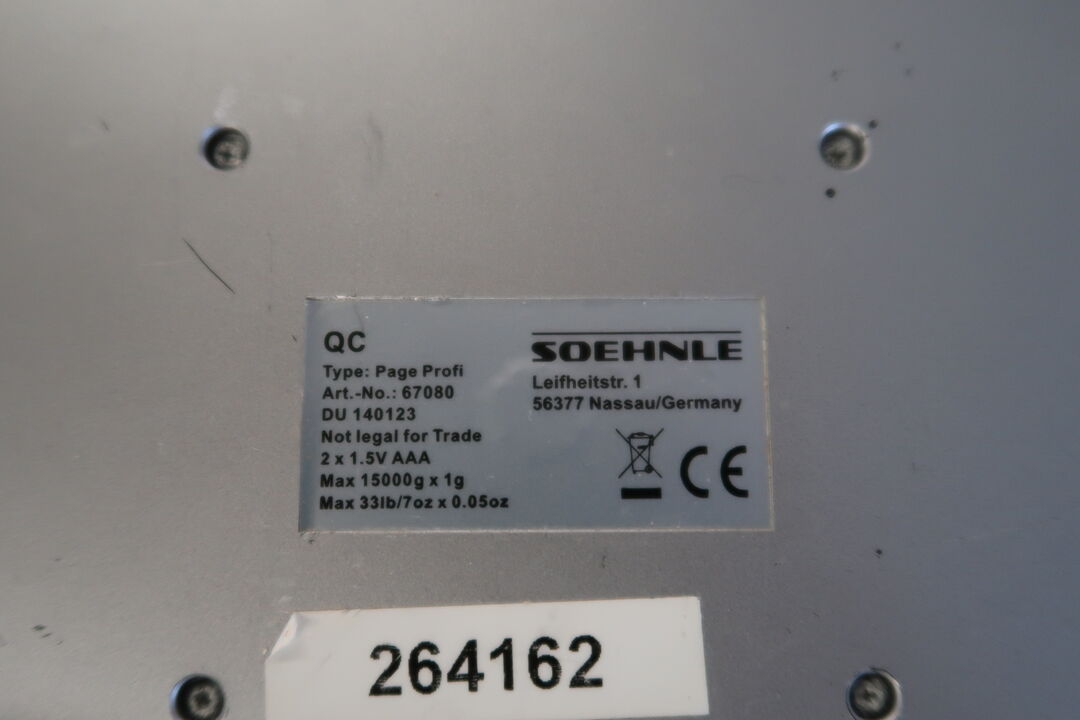 QC
Type: Page Profi
Art.-No.: 67080
DU 140123
Not legal for Trade
2 x 1.5V AAA
Max 15000g x 1g
Max 33lb/7oz x 0.05oz
SOEHNLE
Leifheitstr. 1
56377 Nassau/Germany
CE
264162